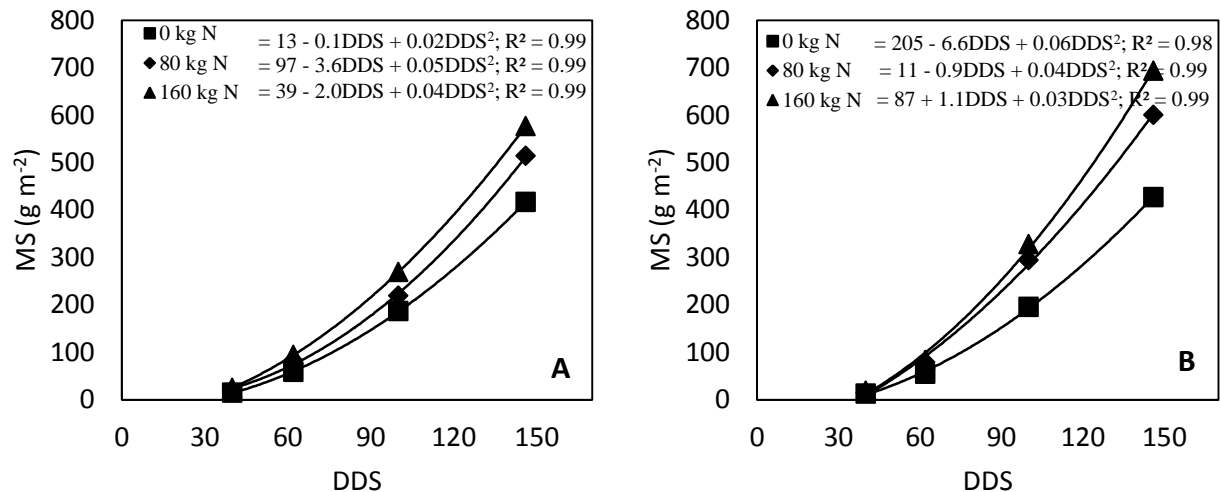 800
700
600
500
400
300
200
100
0
MS (g m-2)
■ 0 kg N = 13 - 0.1DDS + 0.02DDS²; R² = 0.99
◆ 80 kg N = 97 - 3.6DDS + 0.05DDS²; R² = 0.99
▲ 160 kg N = 39 - 2.0DDS + 0.04DDS²; R² = 0.99
A
0 30 60 90 120 150
DDS
800
700
600
500
400
300
200
100
0
MS (g m-2)
■ 0 kg N = 205 - 6.6DDS + 0.06DDS²; R² = 0.98
◆ 80 kg N = 11 - 0.9DDS + 0.04DDS²; R² = 0.99
▲ 160 kg N = 87 + 1.1DDS + 0.03DDS²; R² = 0.99
B
0 30 60 90 120 150
DDS